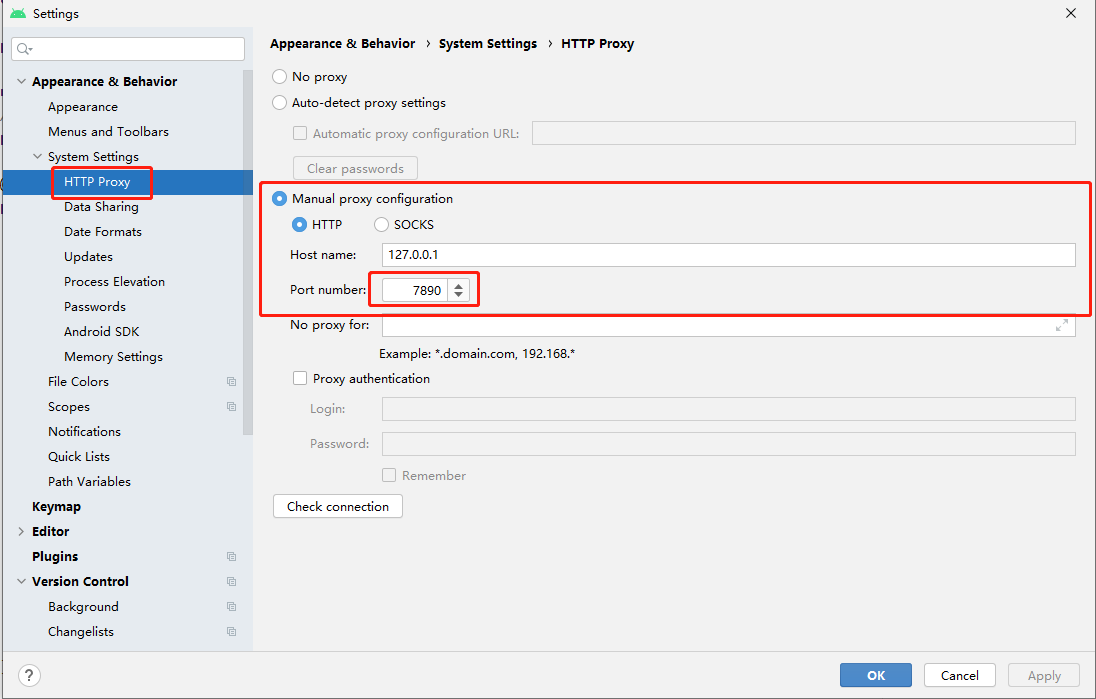 Settings
Appearance & Behavior
Appearance
Menus and Toolbars
System Settings
HTTP Proxy
Data Sharing
Date Formats
Updates
Process Elevation
Passwords
Android SDK
Memory Settings
File Colors
Scopes
Notifications
Quick Lists
Path Variables
Keymap
Editor
Plugins
Version Control
Background
Changelists
Appearance & Behavior › System Settings › HTTP Proxy
No proxy
Auto-detect proxy settings
Automatic proxy configuration URL:
Clear passwords
Manual proxy configuration
HTTP SOCKS
Host name: 127.0.0.1
Port number: 7890
No proxy for:
Example: *.domain.com, 192.168.*
Proxy authentication
Login:
Password:
Remember
Check connection
? OK Cancel Apply